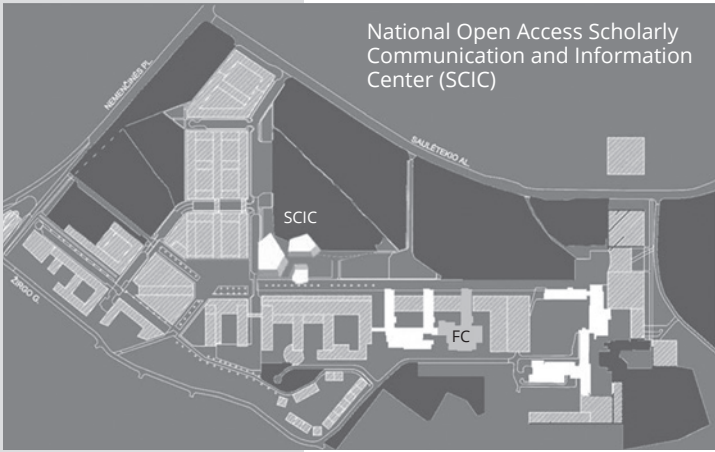 National Open Access Scholarly
Communication and Information
Center (SCIC)
NEMENČINĖS PL.
SAULĖTEKIO AL.
SCIC
ŽIRGO G.
FC